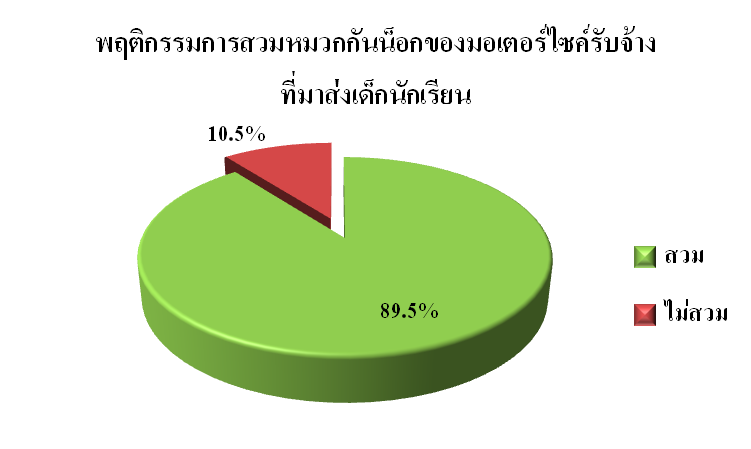 พฤติกรรมการสวมหมวกกันน็อกของมอเตอร์ไซค์รับจ้าง
ที่มาส่งเด็กนักเรียน
10.5%
89.5%
สวม
ไม่สวม